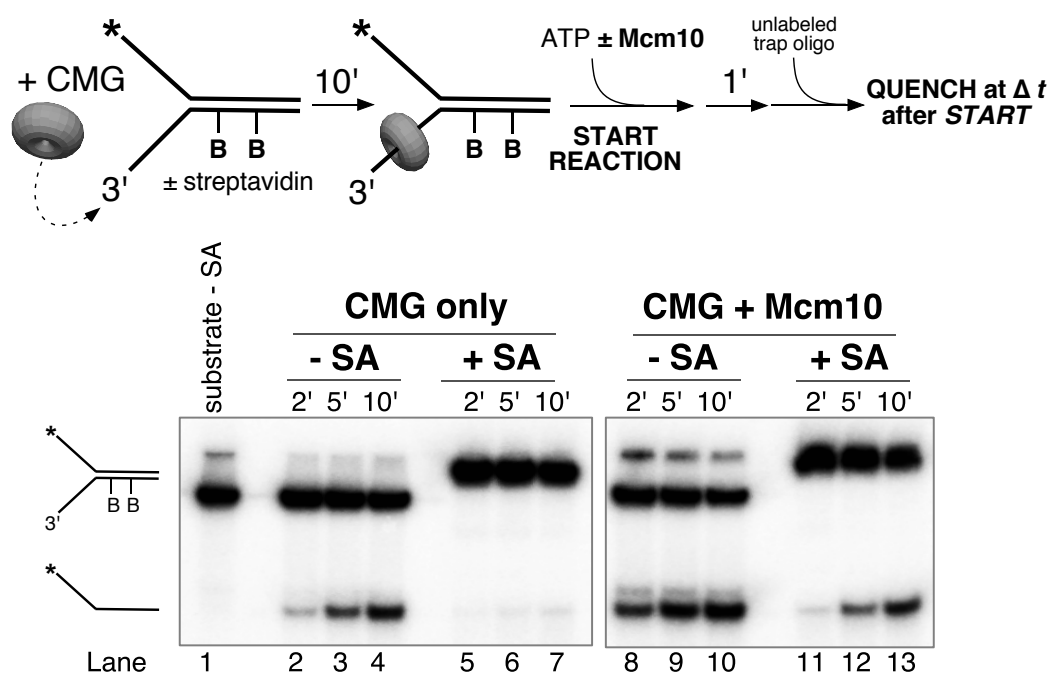 *
+ CMG
3'
B B
± streptavidin
10'
*
3'
B B
ATP ± Mcm10
START
REACTION
1'
unlabeled
trap oligo
QUENCH at Δ t
after START
substrate - SA
CMG only
CMG + Mcm10
- SA
+ SA
- SA
+ SA
2' 5' 10'
2' 5' 10'
2' 5' 10'
2' 5' 10'
*
B B
3'
*
Lane 1 2 3 4 5 6 7 8 9 10 11 12 13